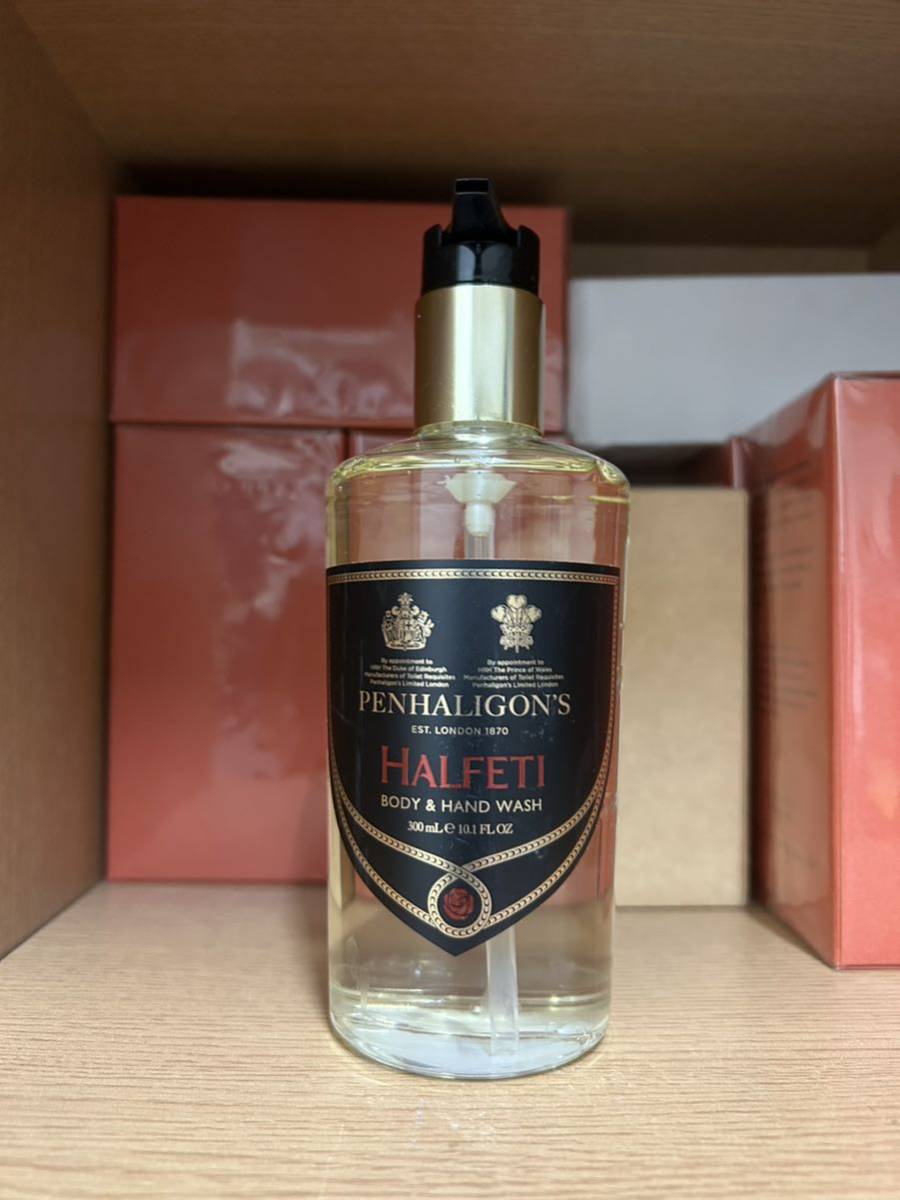 By appointment to
HRH The Duke of Edinburgh
Manufacturers of Toilet Requisites
Penhaligon's Limited London
By appointment to
HRH The Prince of Wales
Manufacturers of Toilet Requisites
Penhaligon's Limited London
PENHALIGON'S
EST. LONDON 1870
HALFETI
BODY & HAND WASH
300 mL ℮ 10.1 FL OZ